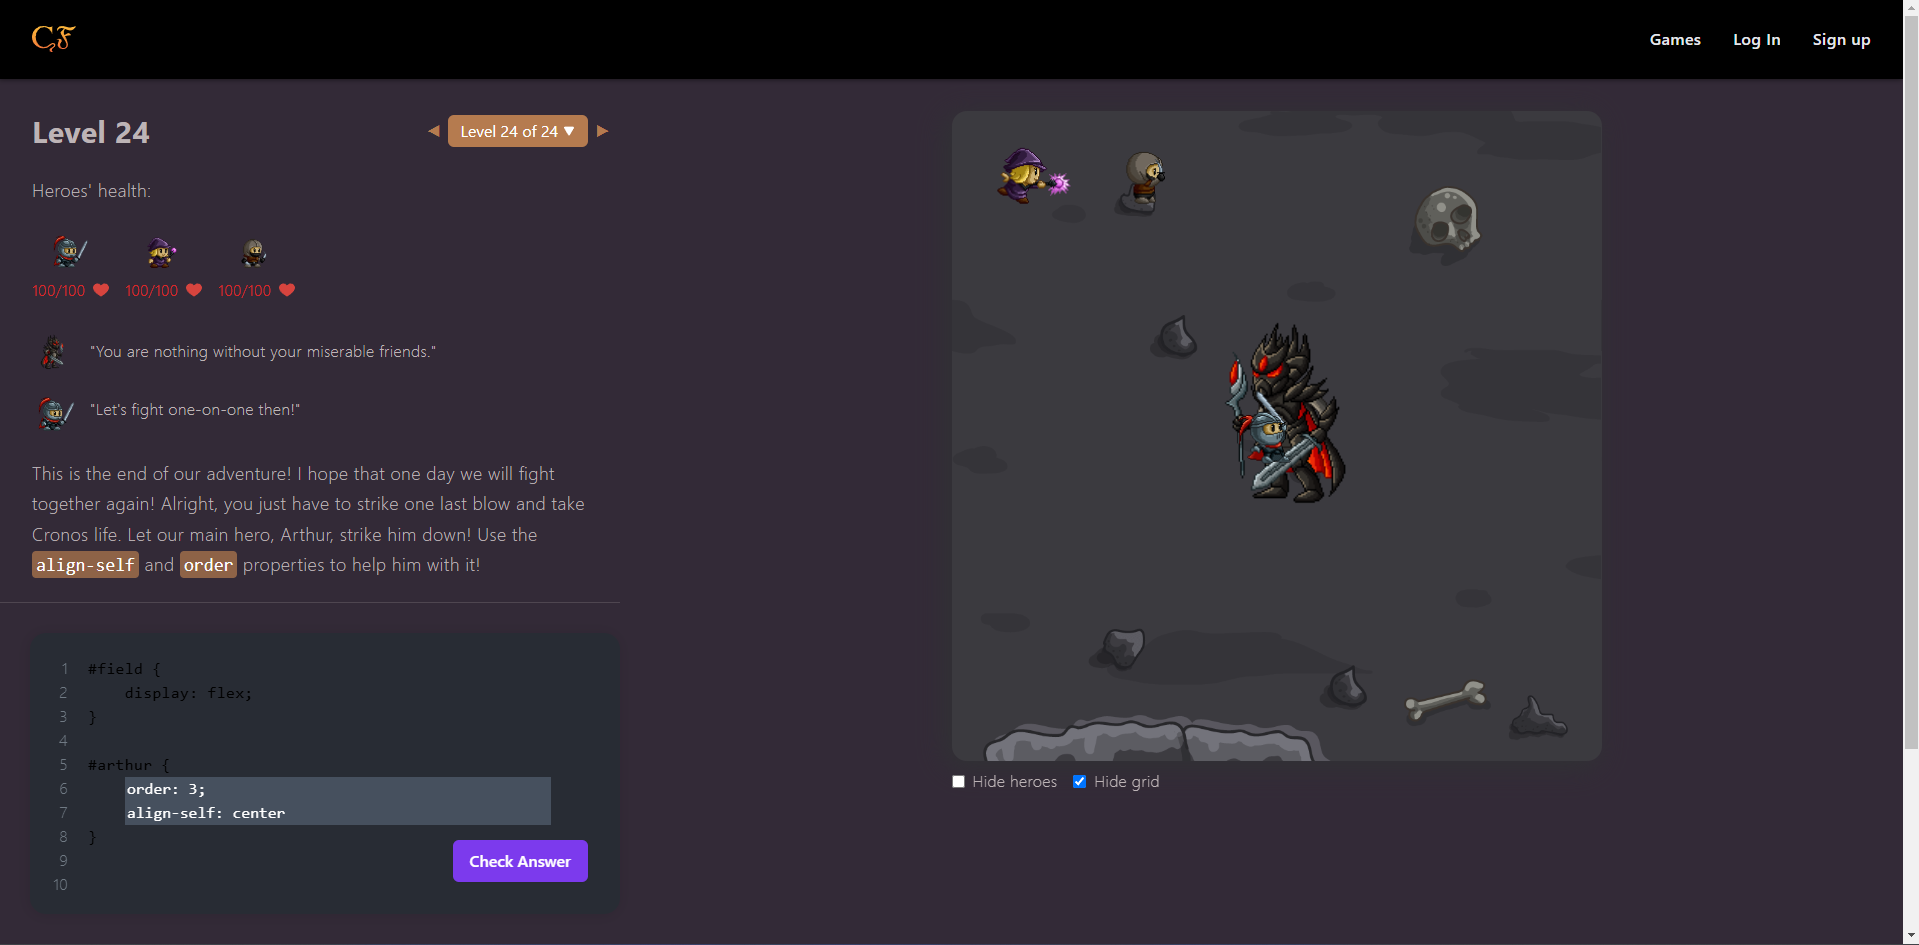 CF
Games
Log In
Sign up
Level 24
◀ Level 24 of 24 ▼ ▶
Heroes' health:
100/100 100/100 100/100
"You are nothing without your miserable friends."
"Let's fight one-on-one then!"
This is the end of our adventure! I hope that one day we will fight
together again! Alright, you just have to strike one last blow and take
Cronos life. Let our main hero, Arthur, strike him down! Use the
align-self and order properties to help him with it!
1 #field {
2 display: flex;
3 }
4
5 #arthur {
6 order: 3;
7 align-self: center
8 }
9
10
Check Answer
Hide heroes
Hide grid